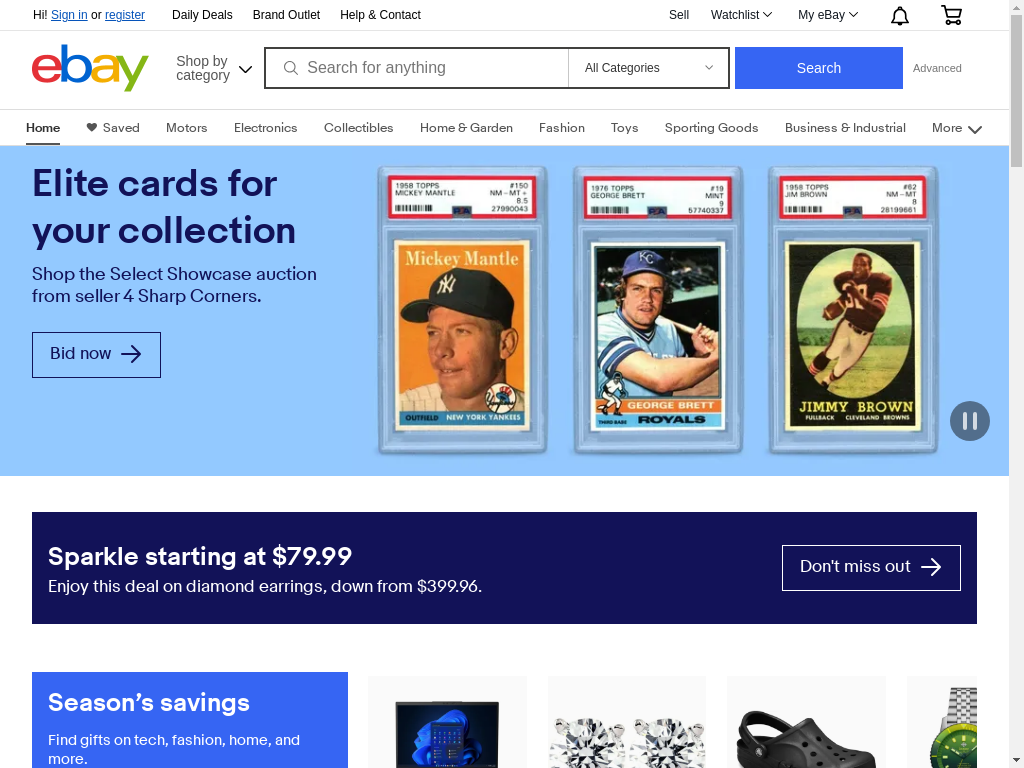 Hi! Sign in or register
Daily Deals
Brand Outlet
Help & Contact
Sell
Watchlist
My eBay
ebay
Shop by
category
Search for anything
All Categories
Search
Advanced
Home
Saved
Motors
Electronics
Collectibles
Home & Garden
Fashion
Toys
Sporting Goods
Business & Industrial
More
Elite cards for
your collection
Shop the Select Showcase auction
from seller 4 Sharp Corners.
Bid now
1958 TOPPS #150
MICKEY MANTLE NM - MT +
8.5
PSA 27990043
Mickey Mantle
OUTFIELD NEW YORK YANKEES
1976 TOPPS #19
GEORGE BRETT MINT
9
PSA 57740337
KC
GEORGE BRETT
THIRD BASE ROYALS
1958 TOPPS #62
JIM BROWN NM-MT
8
PSA 28199661
JIMMY BROWN
FULLBACK CLEVELAND BROWNS
Sparkle starting at $79.99
Enjoy this deal on diamond earrings, down from $399.96.
Don't miss out
Season's savings
Find gifts on tech, fashion, home, and
more.